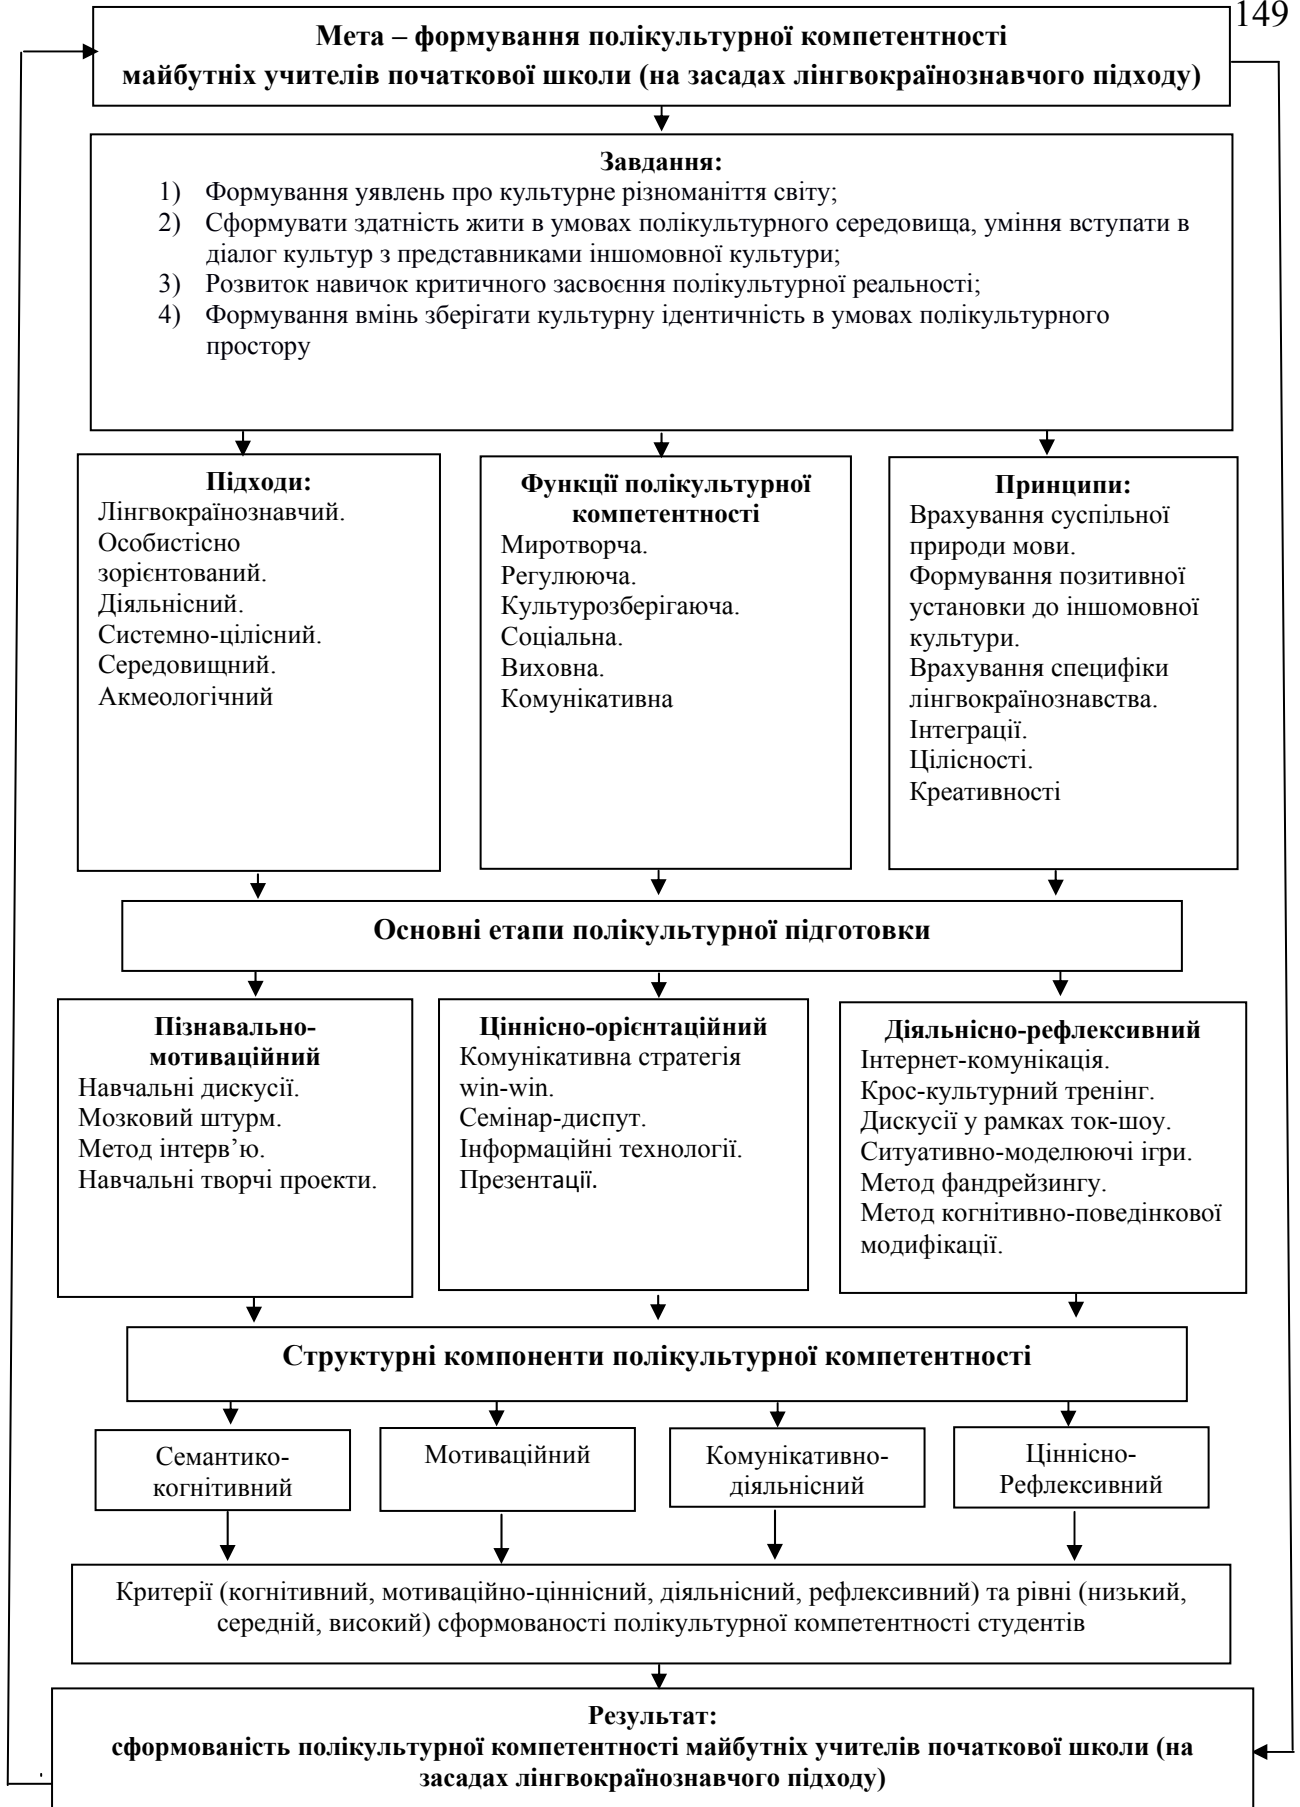 149
Мета – формування полікультурної компетентності
майбутніх учителів початкової школи (на засадах лінгвокраїнознавчого підходу)
Завдання:
1) Формування уявлень про культурне різноманіття світу;
2) Сформувати здатність жити в умовах полікультурного середовища, уміння вступати в
діалог культур з представниками іншомовної культури;
3) Розвиток навичок критичного засвоєння полікультурної реальності;
4) Формування вмінь зберігати культурну ідентичність в умовах полікультурного
простору
Підходи:
Лінгвокраїнознавчий.
Особистісно
зорієнтований.
Діяльнісний.
Системно-цілісний.
Середовищний.
Акмеологічний
Функції полікультурної
компетентності
Миротворча.
Регулююча.
Культурозберігаюча.
Соціальна.
Виховна.
Комунікативна
Принципи:
Врахування суспільної
природи мови.
Формування позитивної
установки до іншомовної
культури.
Врахування специфіки
лінгвокраїнознавства.
Інтеграції.
Цілісності.
Креативності
Основні етапи полікультурної підготовки
Пізнавально-
мотиваційний
Навчальні дискусії.
Мозковий штурм.
Метод інтерв’ю.
Навчальні творчі проекти.
Ціннісно-орієнтаційний
Комунікативна стратегія
win-win.
Семінар-диспут.
Інформаційні технології.
Презентації.
Діяльнісно-рефлексивний
Інтернет-комунікація.
Крос-культурний тренінг.
Дискусії у рамках ток-шоу.
Ситуативно-моделюючі ігри.
Метод фандрейзингу.
Метод когнітивно-поведінкової
модифікації.
Структурні компоненти полікультурної компетентності
Семантико-
когнітивний
Мотиваційний
Комунікативно-
діяльнісний
Ціннісно-
Рефлексивний
Критерії (когнітивний, мотиваційно-ціннісний, діяльнісний, рефлексивний) та рівні (низький,
середній, високий) сформованості полікультурної компетентності студентів
Результат:
сформованість полікультурної компетентності майбутніх учителів початкової школи (на
засадах лінгвокраїнознавчого підходу)